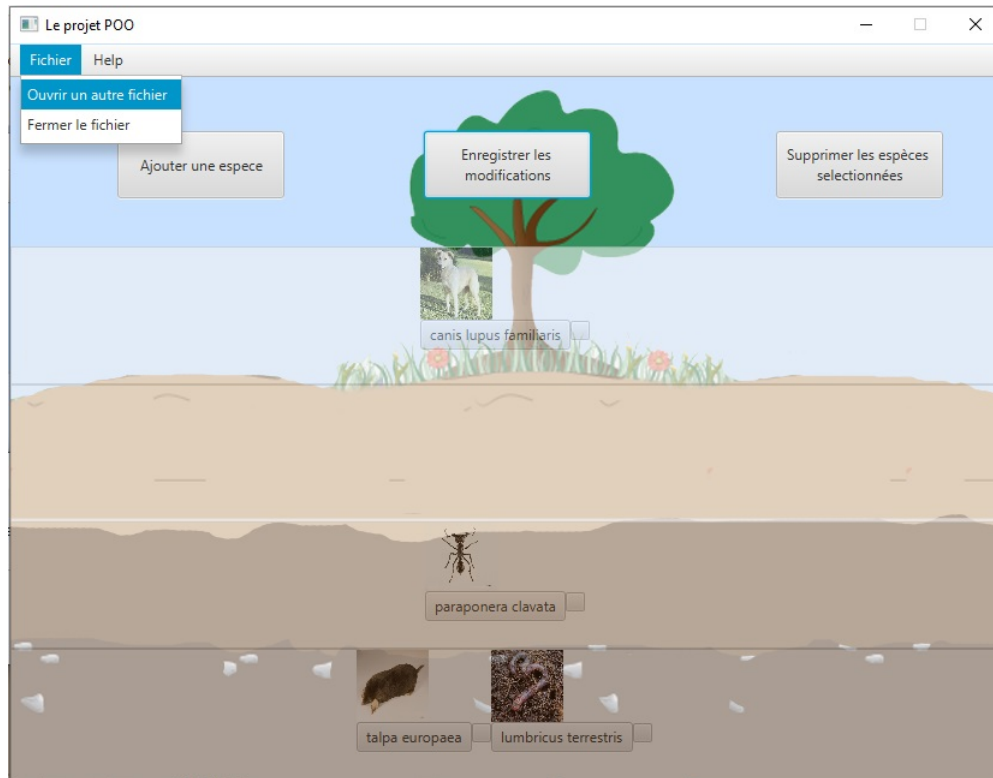 Le projet POO
Fichier Help
Ouvrir un autre fichier
Fermer le fichier
Ajouter une espece
Enregistrer les
modifications
Supprimer les espèces
selectionnées
canis lupus familiaris
paraponera clavata
talpa europaea
lumbricus terrestris